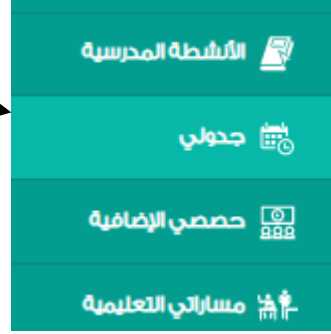 الأنشطة المدرسية
جدولي
حصصي الإضافية
مساراتي التعليمية